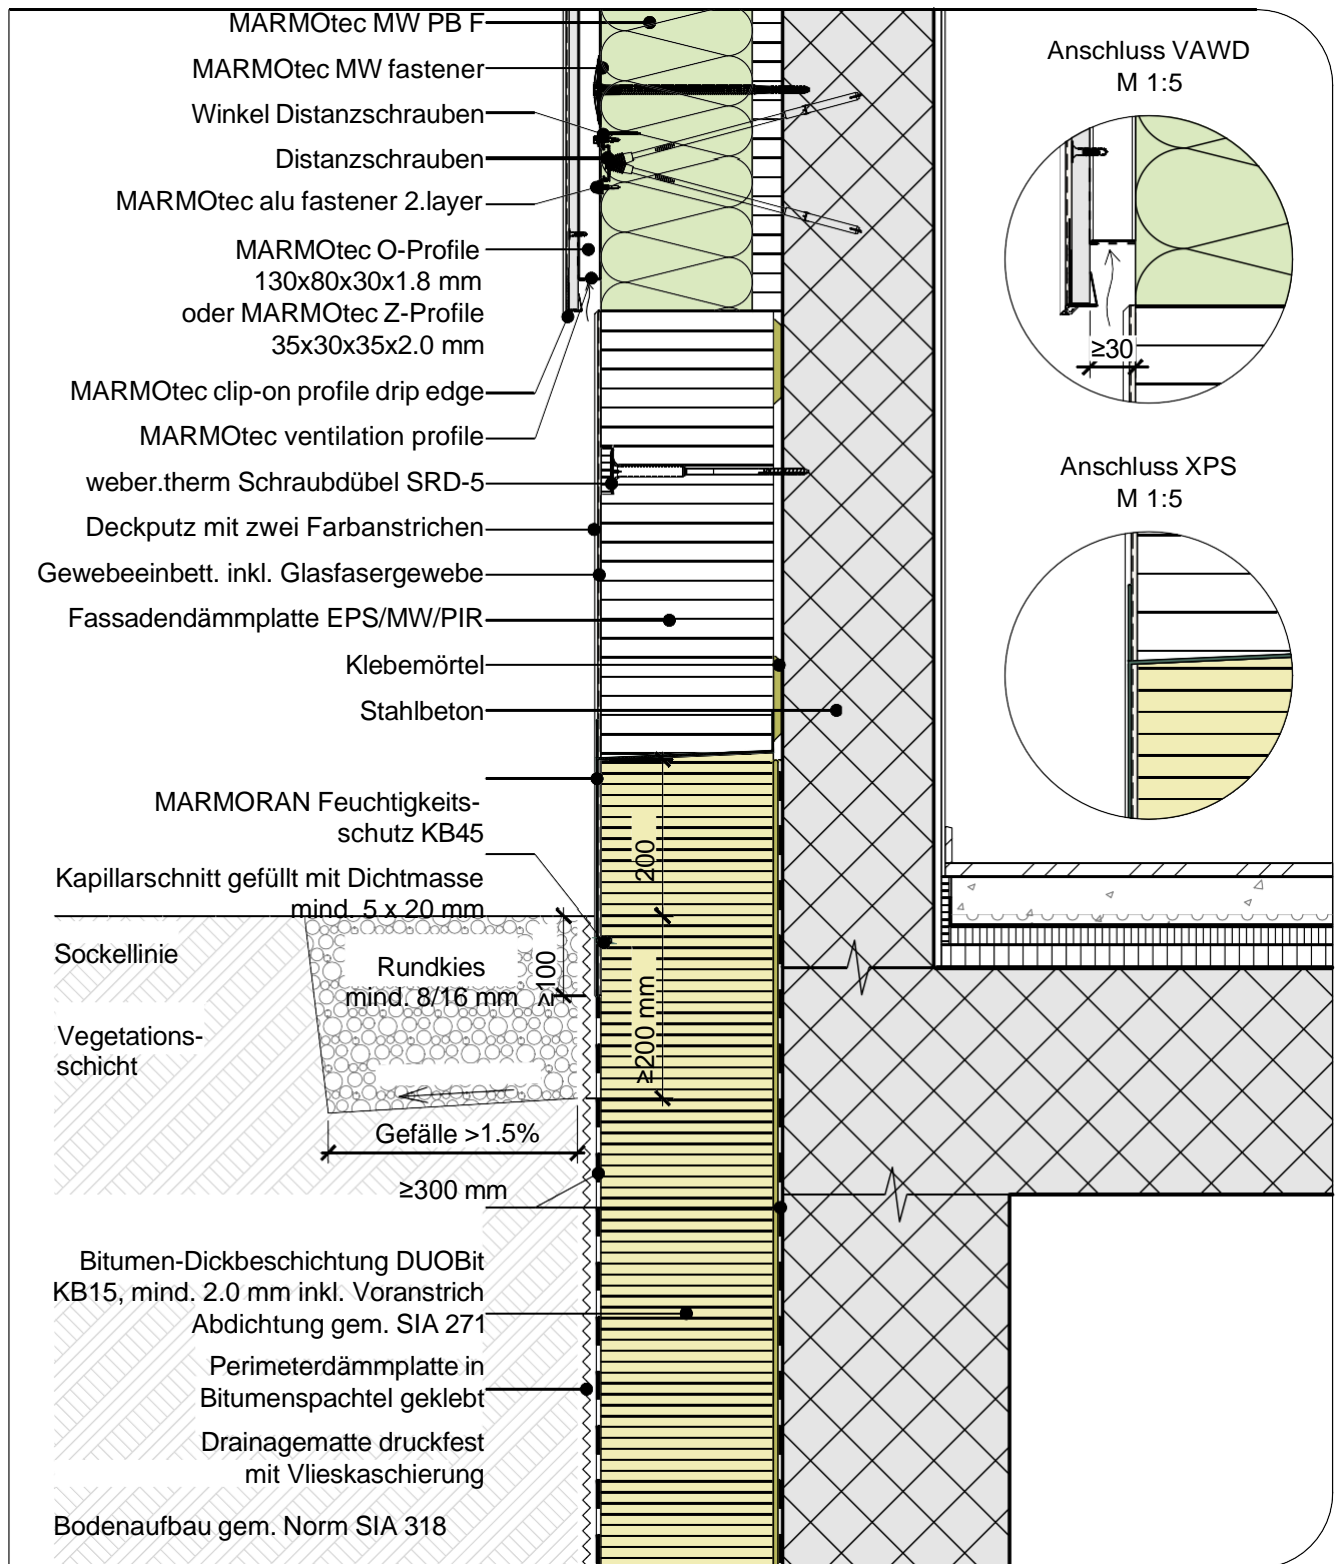 MARMOtec MW PB F
MARMOtec MW fastener
Winkel Distanzschrauben
Distanzschrauben
MARMOtec alu fastener 2.layer
MARMOtec O-Profile
130x80x30x1.8 mm
oder MARMOtec Z-Profile
35x30x35x2.0 mm
MARMOtec clip-on profile drip edge
MARMOtec ventilation profile
weber.therm Schraubdübel SRD-5
Deckputz mit zwei Farbanstrichen
Gewebeeinbett. inkl. Glasfasergewebe
Fassadendämmplatte EPS/MW/PIR
Klebemörtel
Stahlbeton
MARMORAN Feuchtigkeits-
schutz KB45
Kapillarschnitt gefüllt mit Dichtmasse
mind. 5 x 20 mm
Sockellinie
Rundkies
mind. 8/16 mm
Vegetations-
schicht
Gefälle >1.5%
≥300 mm
Bitumen-Dickbeschichtung DUOBit
KB15, mind. 2.0 mm inkl. Voranstrich
Abdichtung gem. SIA 271
Perimeterdämmplatte in
Bitumenspachtel geklebt
Drainagematte druckfest
mit Vlieskaschierung
Bodenaufbau gem. Norm SIA 318
≥100
200
≥200 mm
Anschluss VAWD
M 1:5
≥30
Anschluss XPS
M 1:5